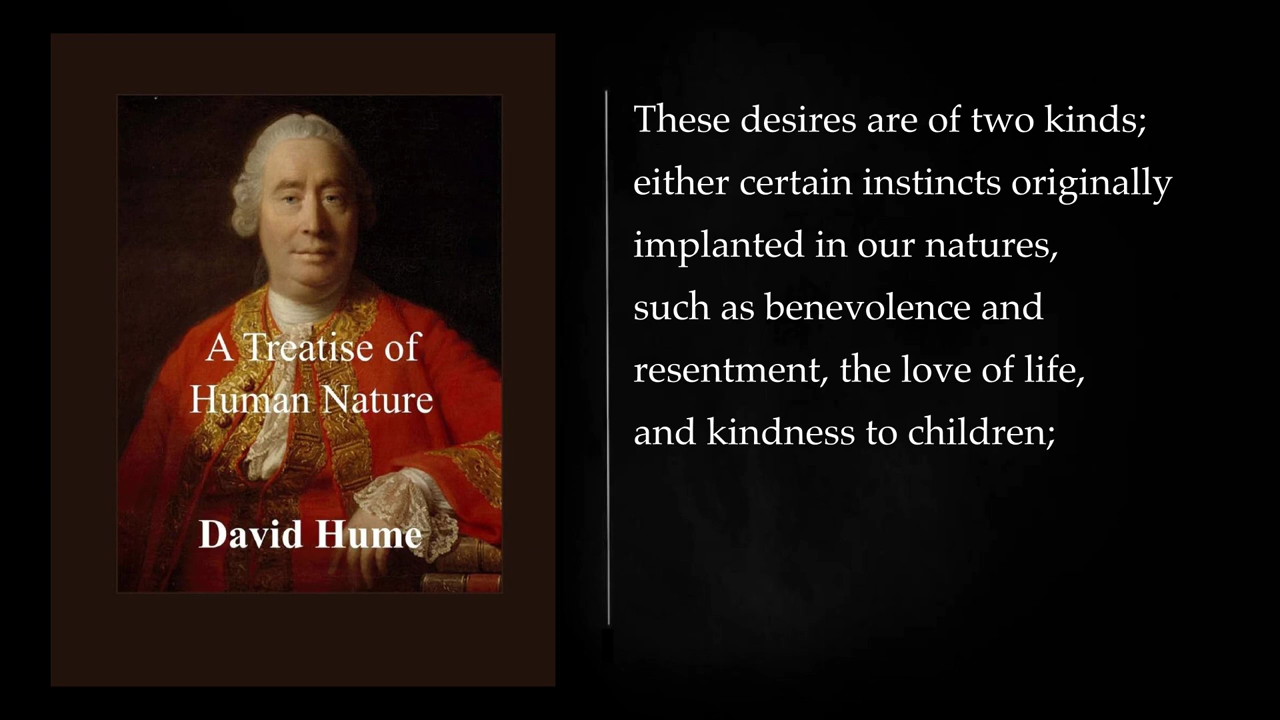 A Treatise of
Human Nature
David Hume
These desires are of two kinds;
either certain instincts originally
implanted in our natures,
such as benevolence and
resentment, the love of life,
and kindness to children;